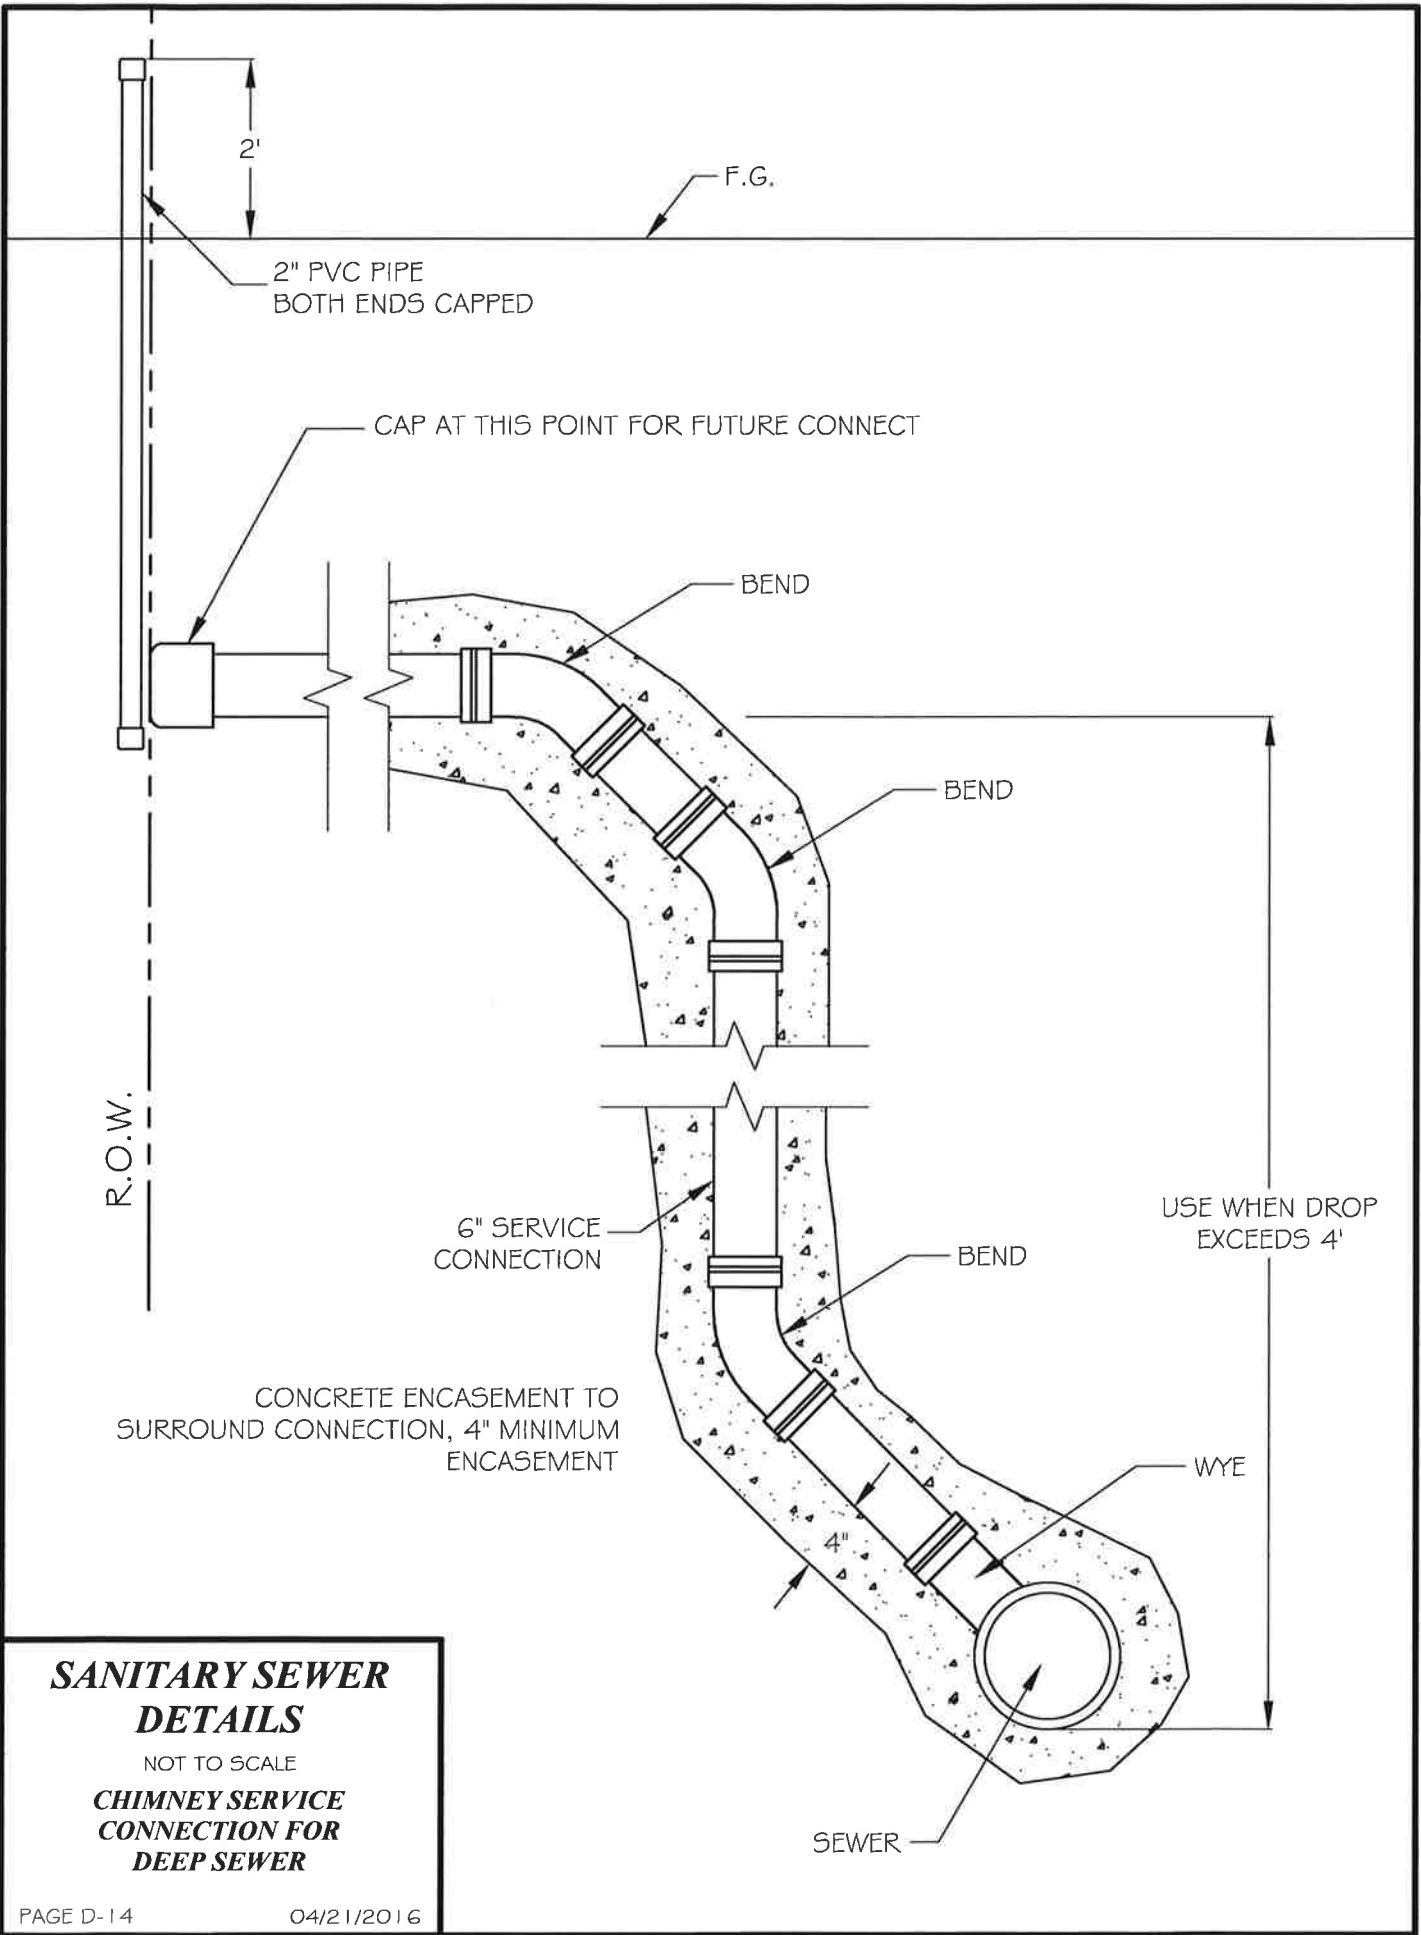 2'
F.G.
2" PVC PIPE
BOTH ENDS CAPPED
CAP AT THIS POINT FOR FUTURE CONNECT
BEND
BEND
R.O.W.
6" SERVICE
CONNECTION
USE WHEN DROP
EXCEEDS 4'
BEND
CONCRETE ENCASEMENT TO
SURROUND CONNECTION, 4" MINIMUM
ENCASEMENT
WYE
4"
SEWER
SANITARY SEWER
DETAILS
NOT TO SCALE
CHIMNEY SERVICE
CONNECTION FOR
DEEP SEWER
PAGE D-14 04/21/2016